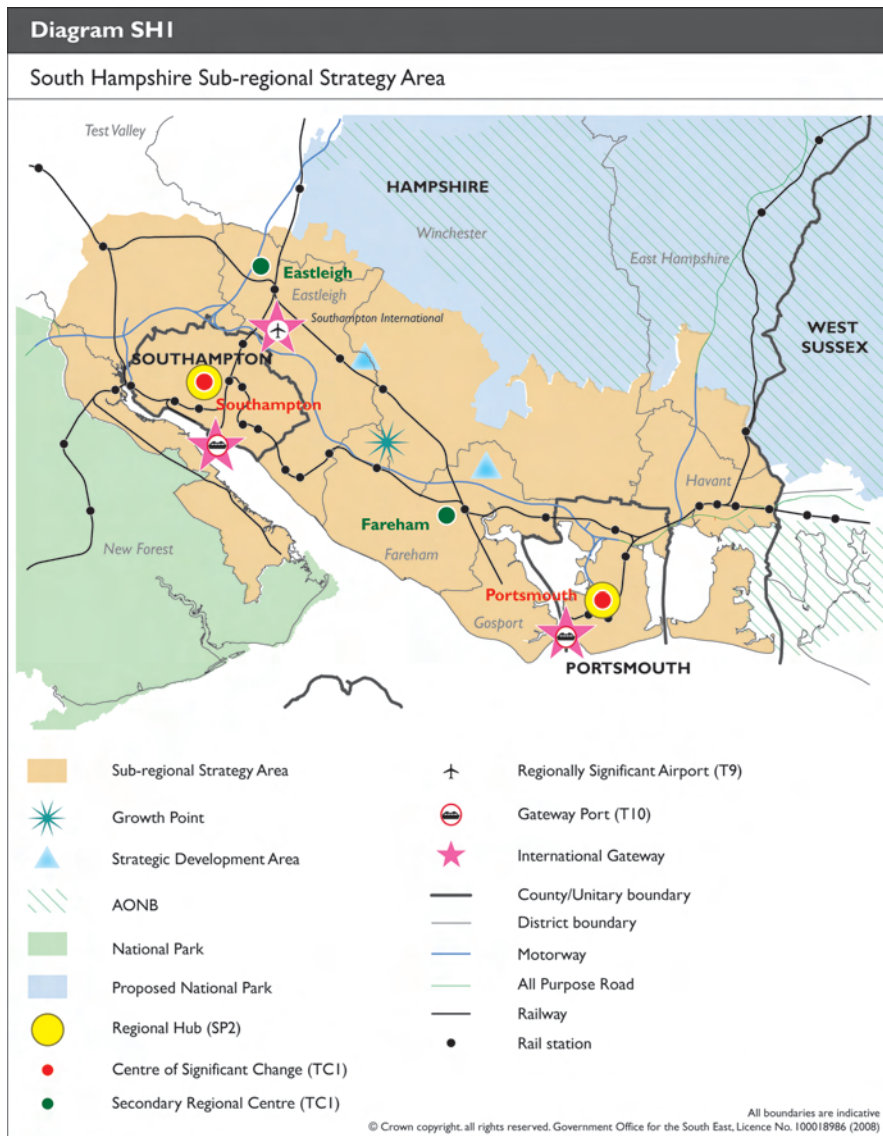 Diagram SH1
South Hampshire Sub-regional Strategy Area
Test Valley
HAMPSHIRE
Winchester
East Hampshire
Eastleigh
Eastleigh
Southampton International
WEST
SUSSEX
SOUTHAMPTON
Southampton
Havant
Fareham
New Forest
Fareham
Portsmouth
Gosport
PORTSMOUTH
Sub-regional Strategy Area
Growth Point
Strategic Development Area
AONB
National Park
Proposed National Park
Regional Hub (SP2)
Centre of Significant Change (TC1)
Secondary Regional Centre (TC1)
Regionally Significant Airport (T9)
Gateway Port (T10)
International Gateway
County/Unitary boundary
District boundary
Motorway
All Purpose Road
Railway
Rail station
All boundaries are indicative
© Crown copyright. all rights reserved. Government Office for the South East, Licence No. 100018986 (2008)